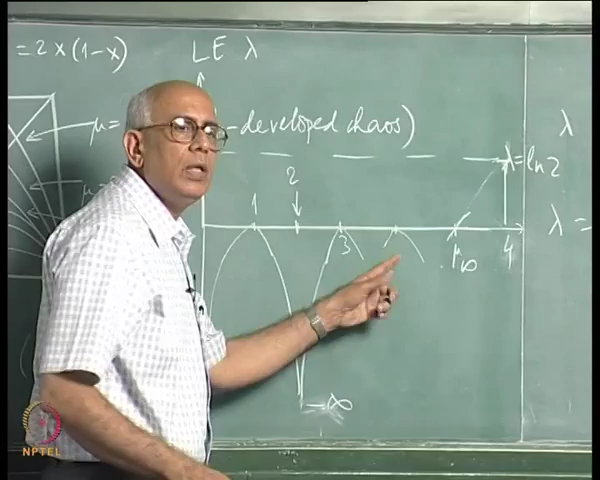 = 2x(1-x)
LE λ
μ=
-developed chaos)
λ
λ = ln 2
λ =
2
1
3
μ∞
4
-∞
NPTEL